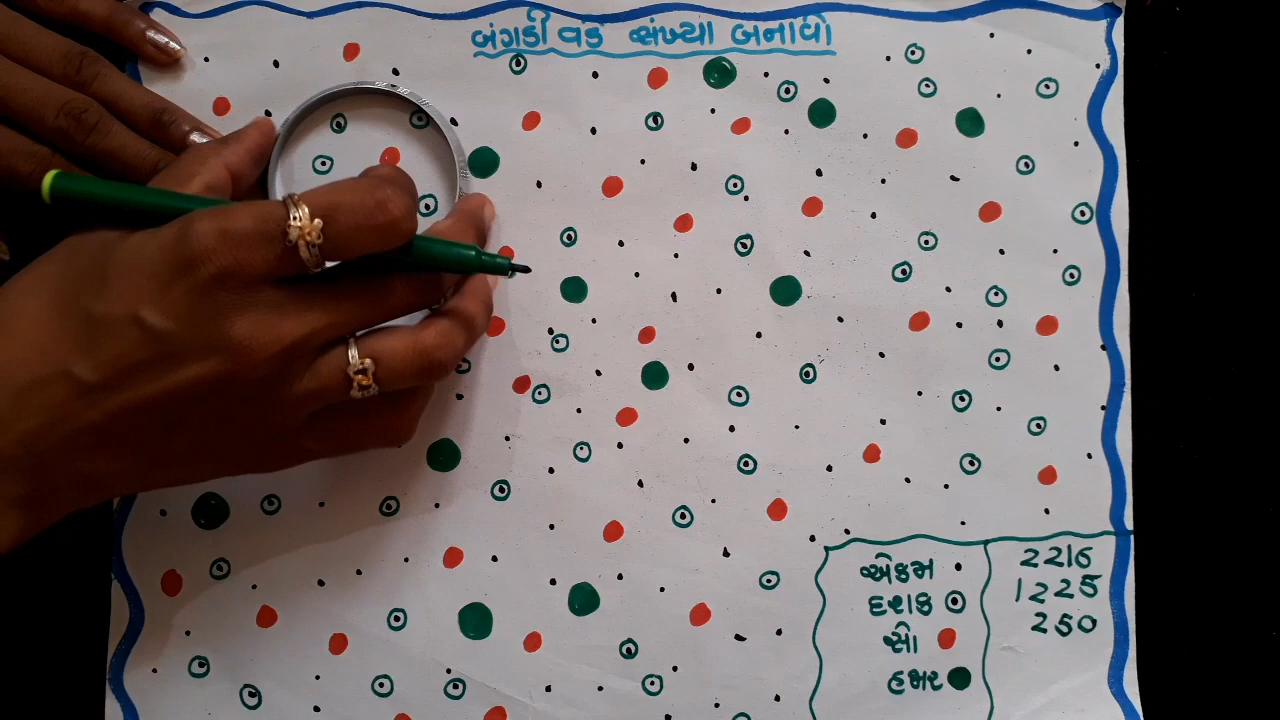 બંગડી વડે સંખ્યા બનાવો
એકમ
દશક
સો
હજાર
2216
1225
250